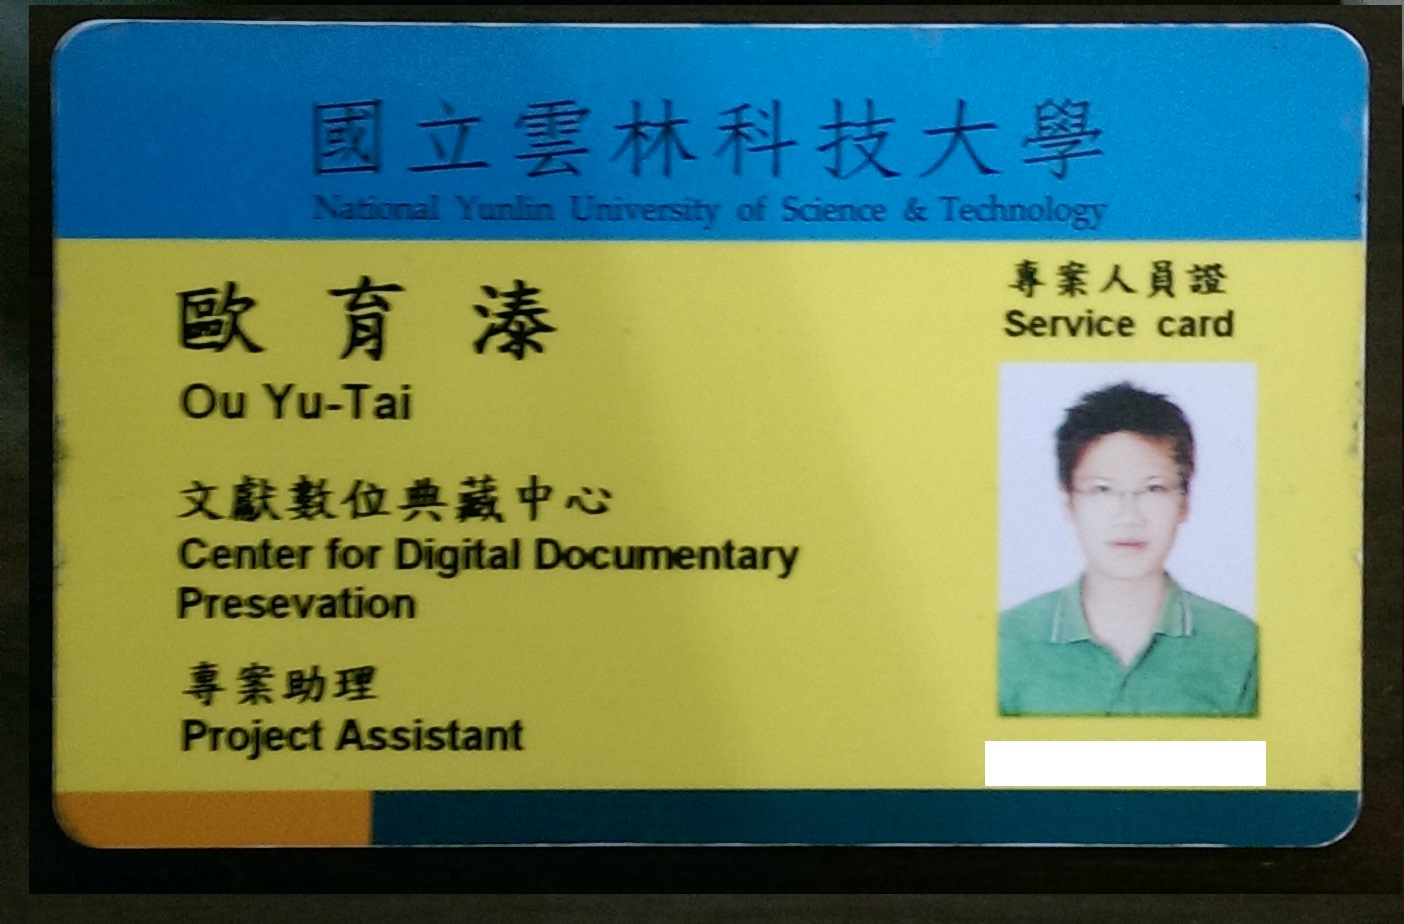 國立雲林科技大學
National Yunlin University of Science & Technology
專案人員證
Service card
歐育溙
Ou Yu-Tai
文獻數位典藏中心
Center for Digital Documentary
Presevation
專案助理
Project Assistant